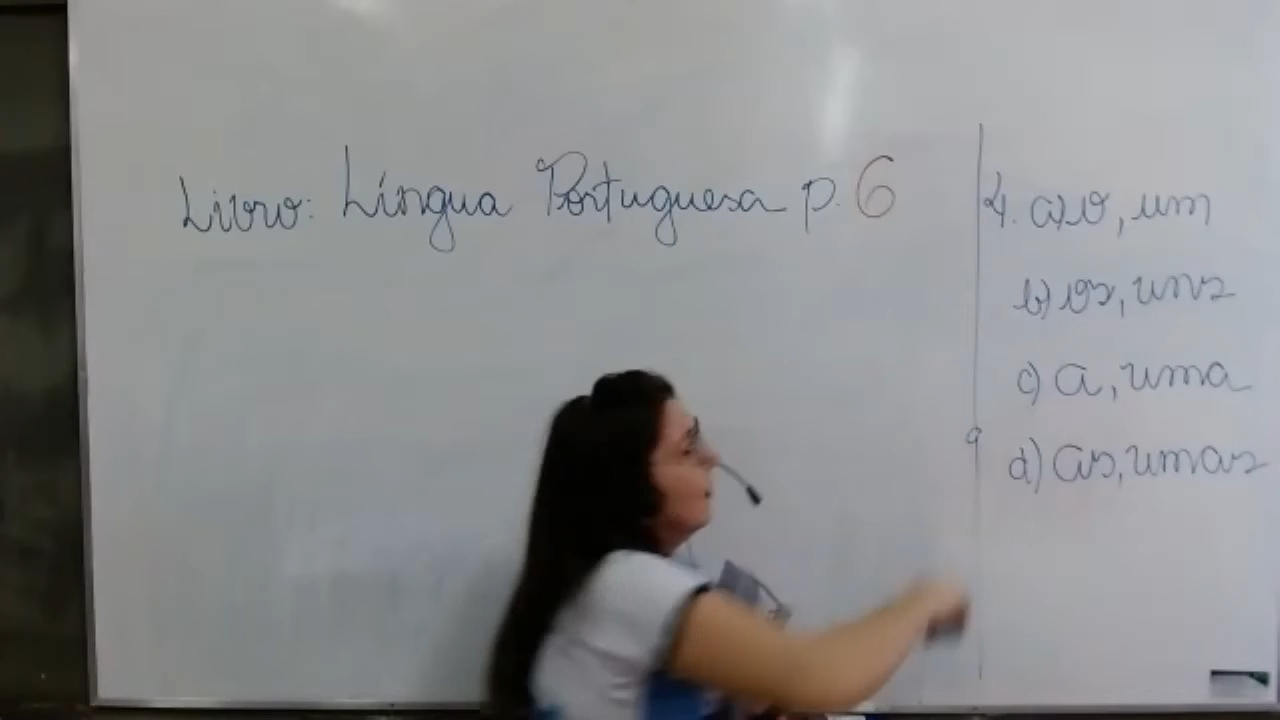 Livro: Língua Portuguesa p. 6
4. a) o, um
b) os, uns
c) a, uma
d) as, umas